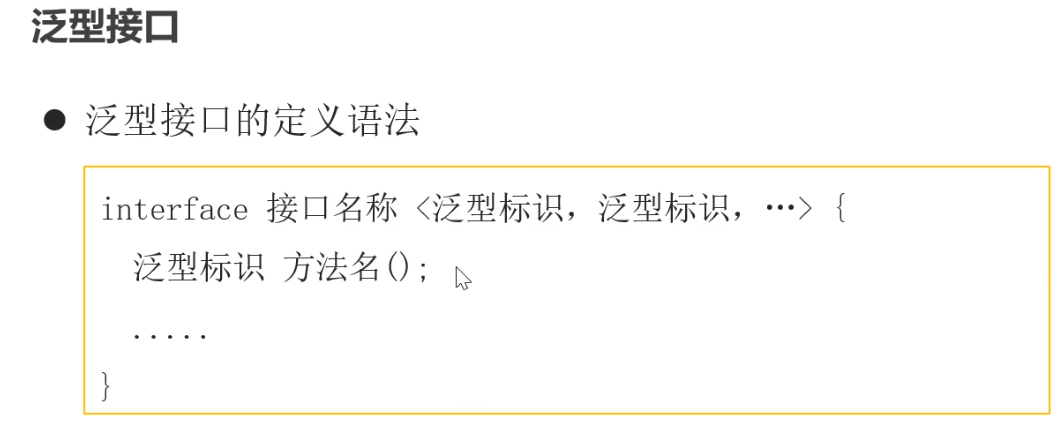 泛型接口
● 泛型接口的定义语法
interface 接口名称 <泛型标识，泛型标识，…> {
泛型标识 方法名();
.....
}